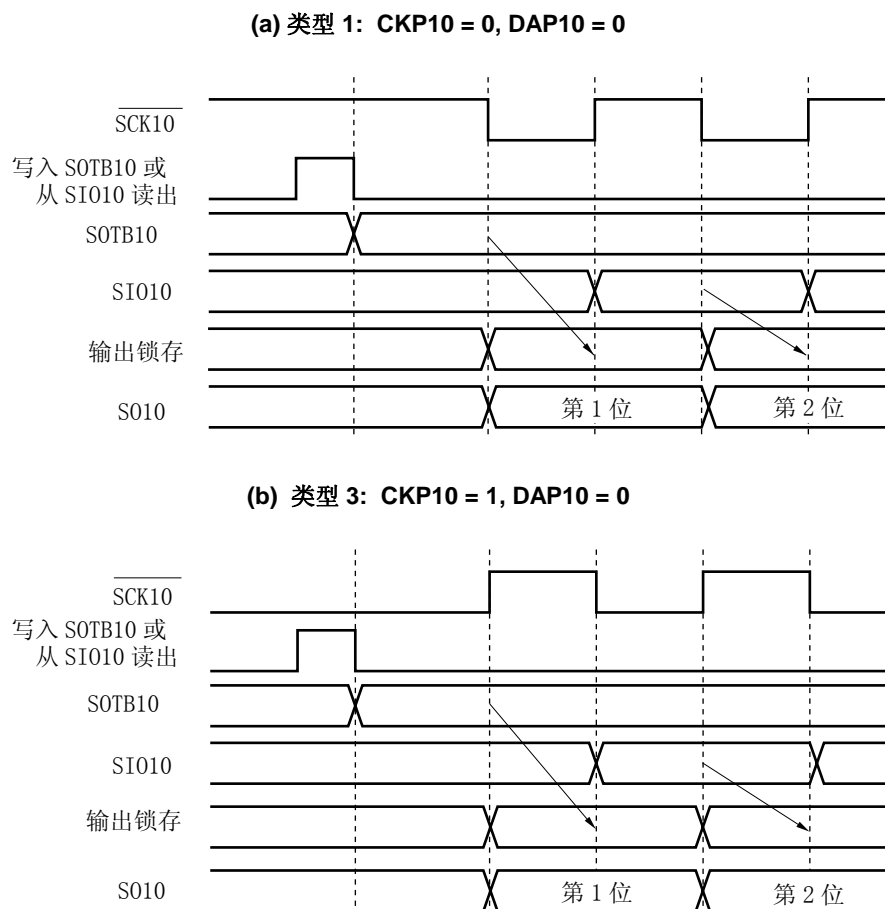 (a) 类型 1: CKP10 = 0, DAP10 = 0
SCK10
写入 SOTB10 或
从 SIO10 读出
SOTB10
SIO10
输出锁存
SO10
第 1 位
第 2 位
(b) 类型 3: CKP10 = 1, DAP10 = 0
SCK10
写入 SOTB10 或
从 SIO10 读出
SOTB10
SIO10
输出锁存
SO10
第 1 位
第 2 位